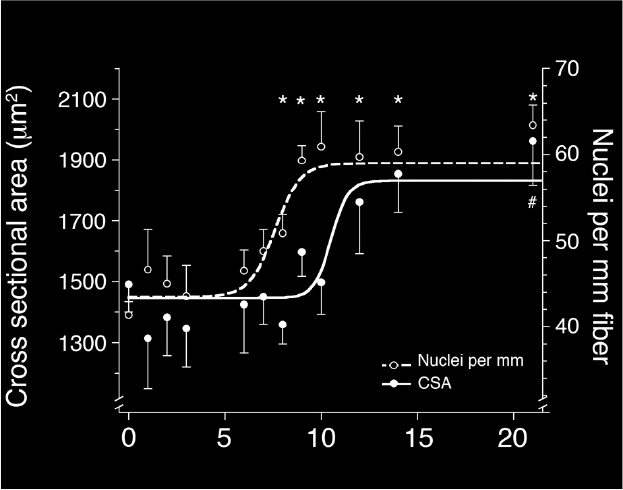 70
2100
* * * * * *
60
1900
1700
50
1500
#
40
1300
Cross sectional area (μm²)
Nuclei per mm fiber
Nuclei per mm
CSA
0 5 10 15 20